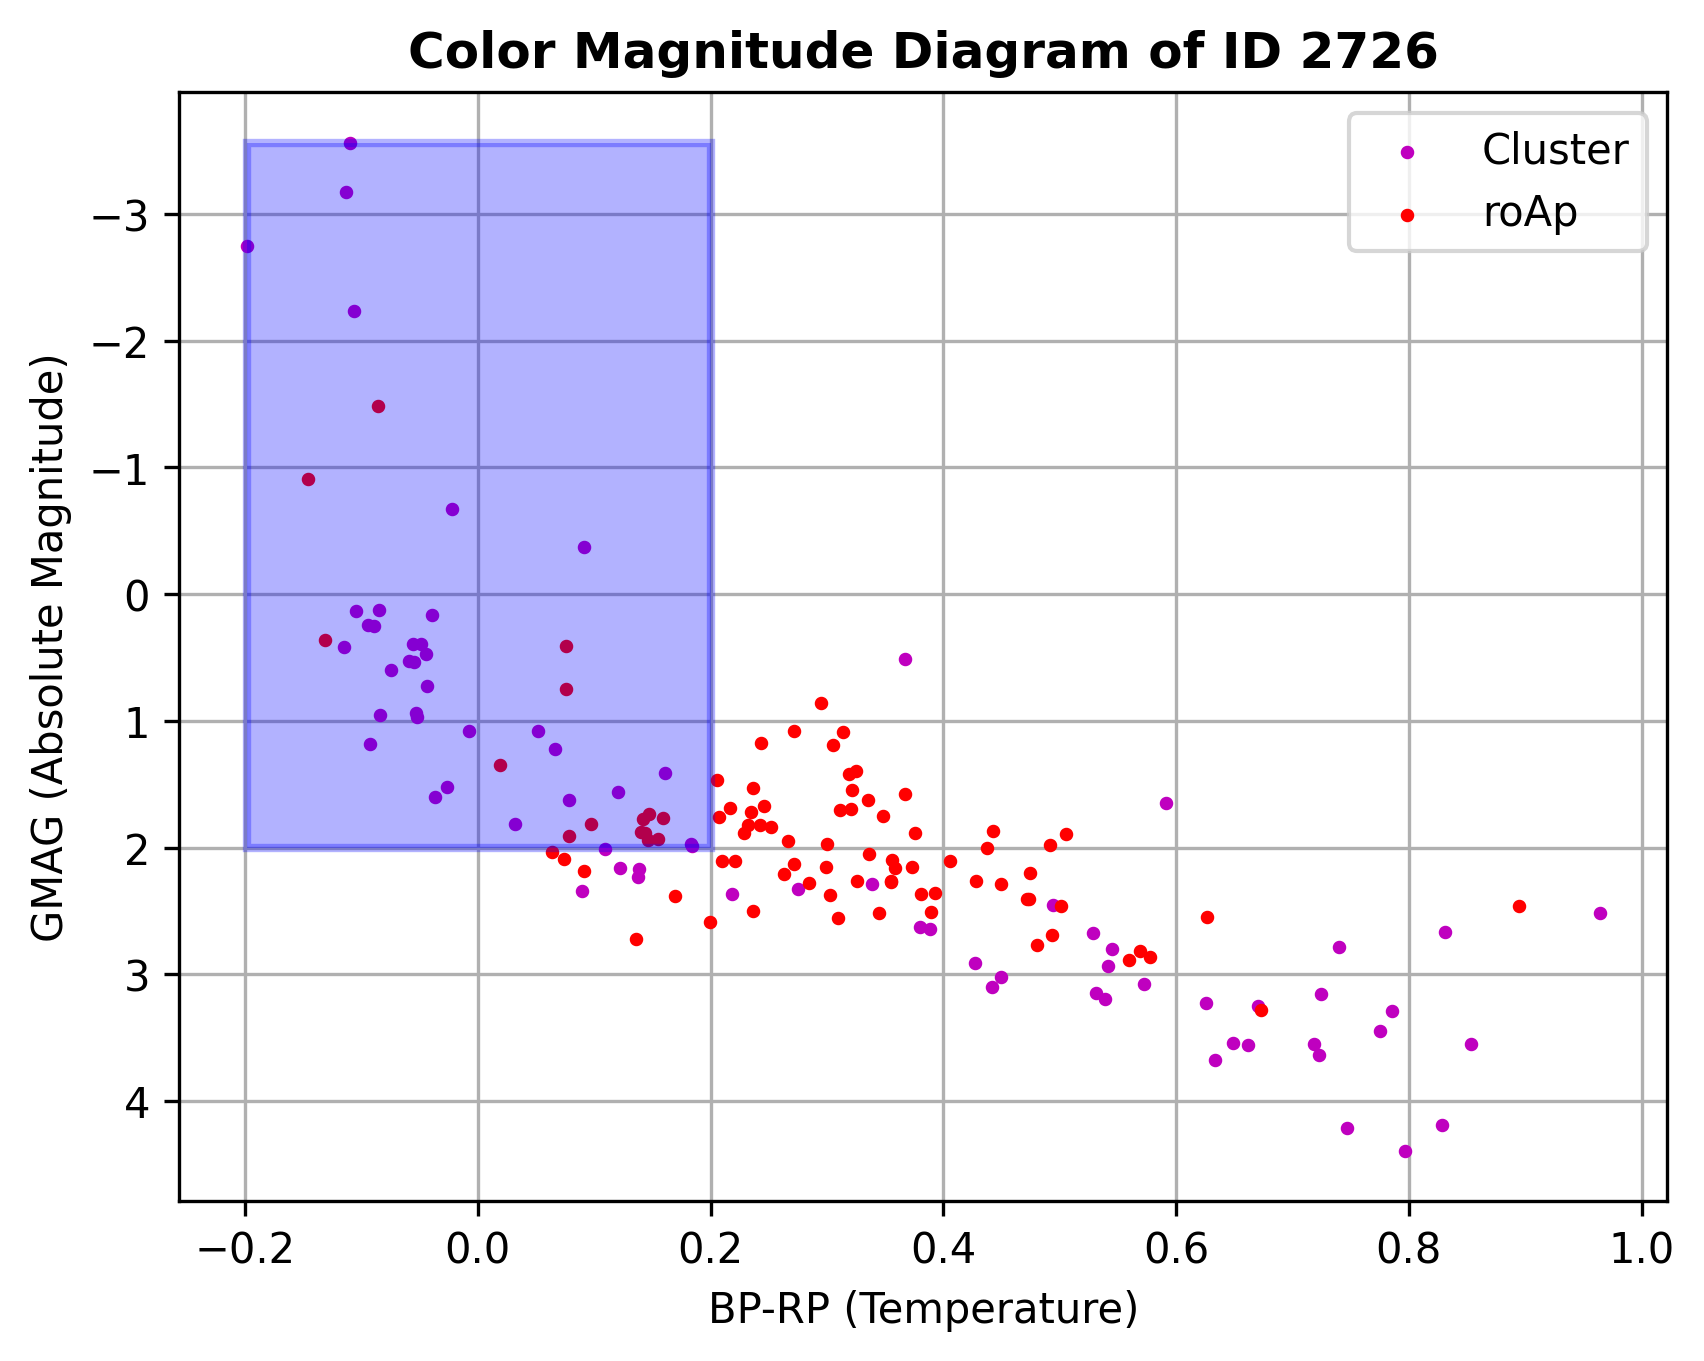 Color Magnitude Diagram of ID 2726
Cluster
roAp
GMAG (Absolute Magnitude)
−3
−2
−1
0
1
2
3
4
−0.2 0.0 0.2 0.4 0.6 0.8 1.0
BP-RP (Temperature)